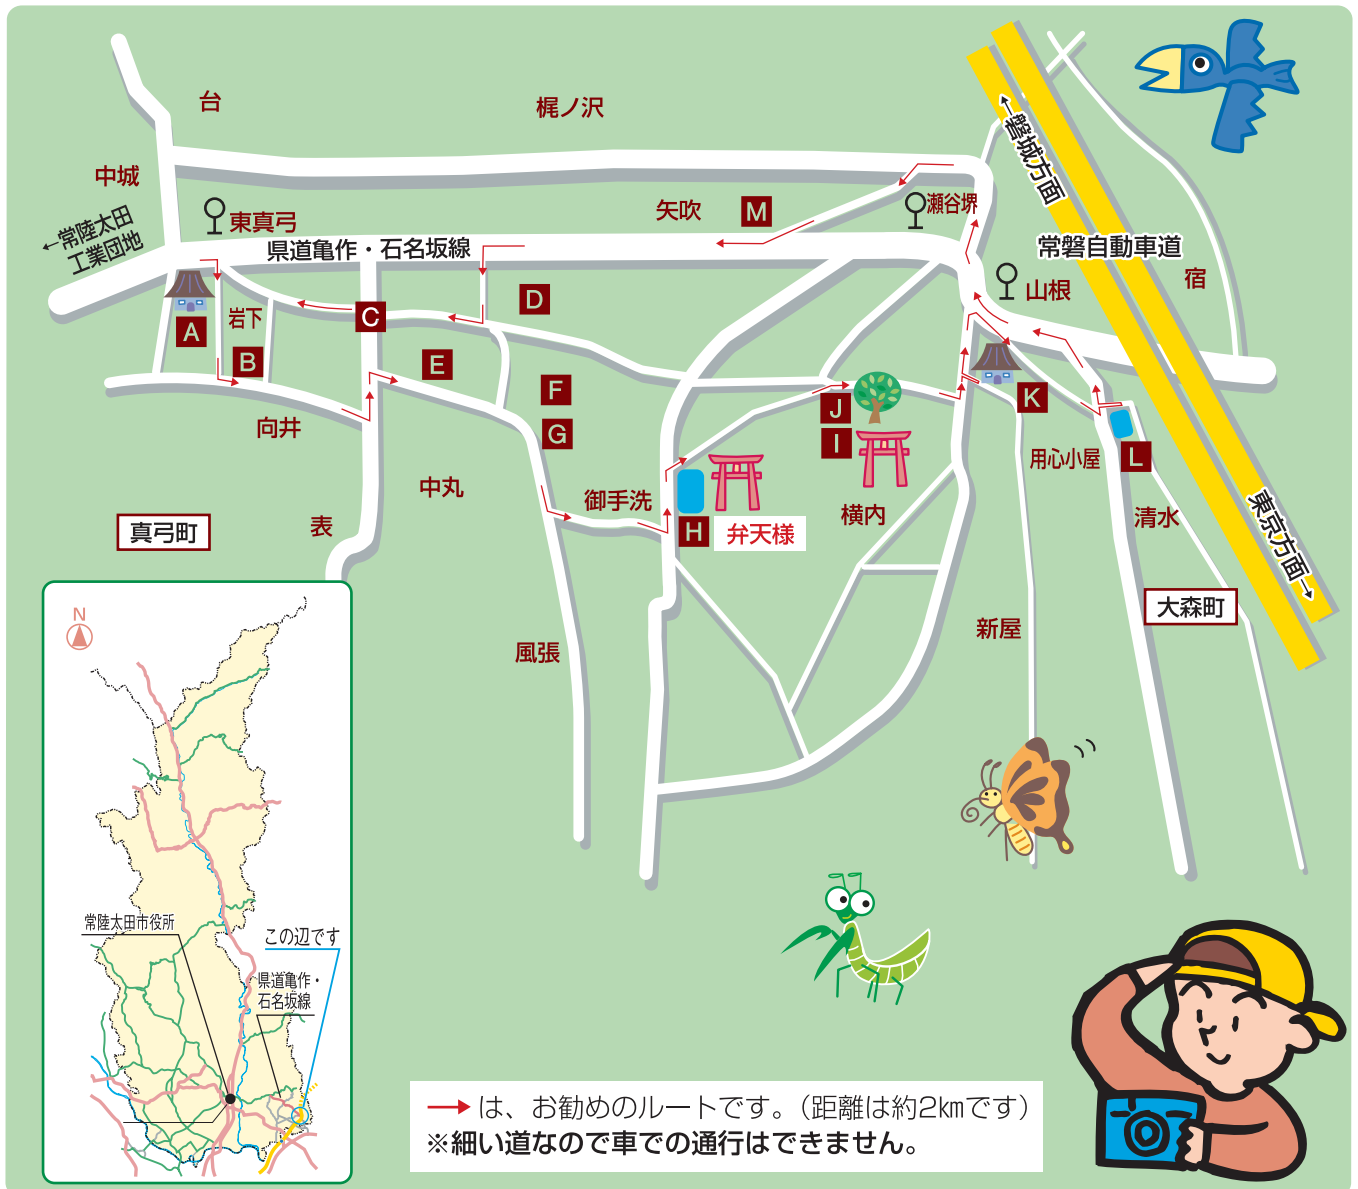 台
梶ノ沢
中城
東真弓
←常陸太田
工業団地
県道亀作・石名坂線
矢吹
M
瀬谷堺
←磐城方面
常磐自動車道
宿
山根
A
岩下
B
C
D
E
F
G
向井
中丸
表
真弓町
御手洗
H
弁天様
J
I
横内
K
用心小屋
L
清水
東京方面→
大森町
新屋
風張
N
常陸太田市役所
この辺です
県道亀作・
石名坂線
→は、お勧めのルートです。（距離は約2㎞です）
※細い道なので車での通行はできません。